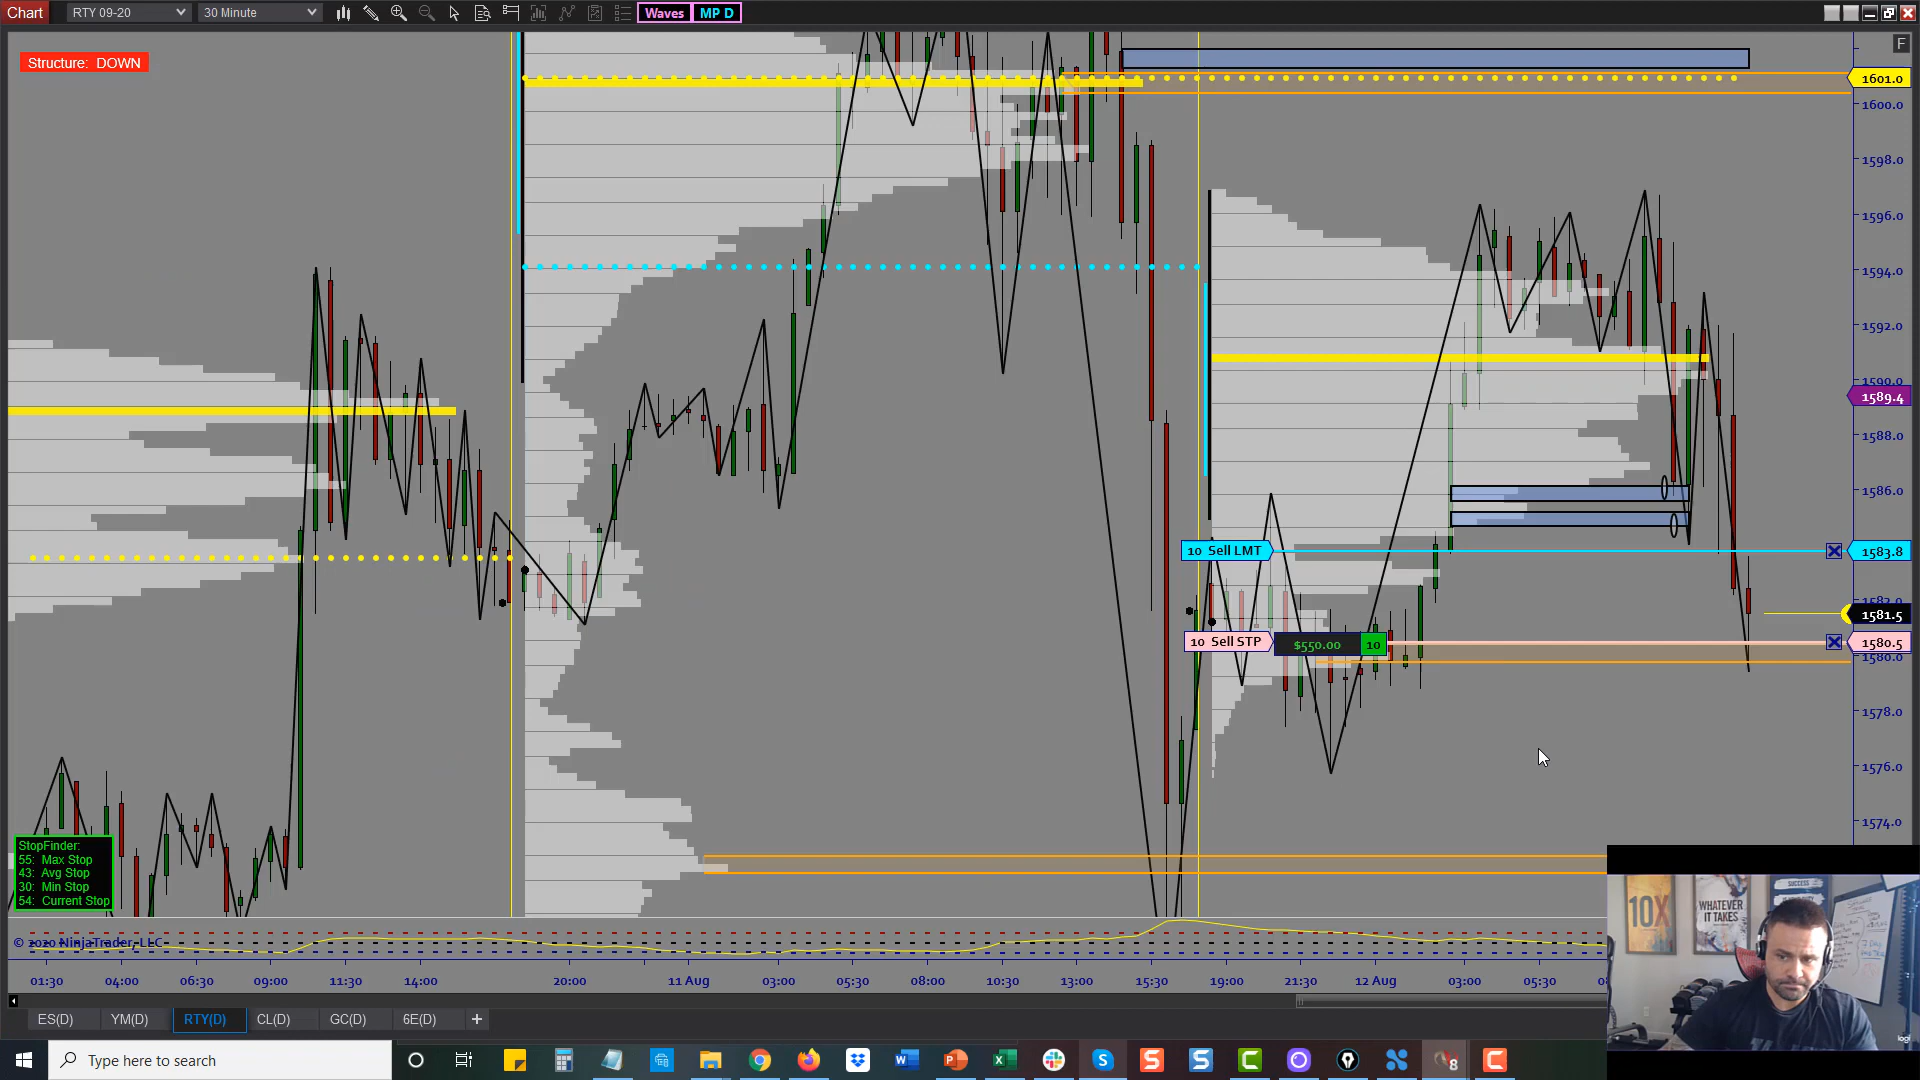 Chart
RTY 09-20
30 Minute
Waves
MP D
Structure: DOWN
F
1601.0
1600.0
1598.0
1596.0
1594.0
1592.0
1590.0
1589.4
1588.0
1586.0
10 Sell LMT
1583.8
1581.5
10 Sell STP
$550.00
10
1580.5
1580.0
1578.0
1576.0
1574.0
StopFinder:
55: Max Stop
43: Avg Stop
30: Min Stop
54: Current Stop
© 2020 NinjaTrader, LLC
01:30
04:00
06:30
09:00
11:30
14:00
20:00
11 Aug
03:00
05:30
08:00
10:30
13:00
15:30
19:00
21:30
12 Aug
03:00
05:30
ES(D)
YM(D)
RTY(D)
CL(D)
GC(D)
6E(D)
+
Type here to search
10X
WHATEVER
IT TAKES
SUCCESS
logi